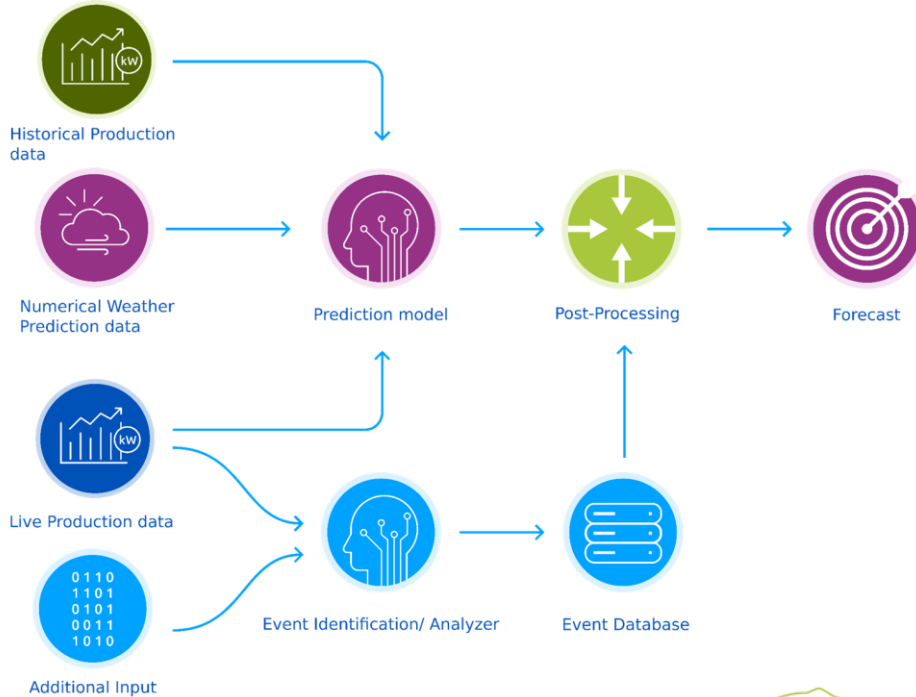 kW
Historical Production
data
Numerical Weather
Prediction data
Prediction model
Post-Processing
Forecast
kW
Live Production data
0110
1101
0101
0011
1010
Additional Input
Event Identification/ Analyzer
Event Database